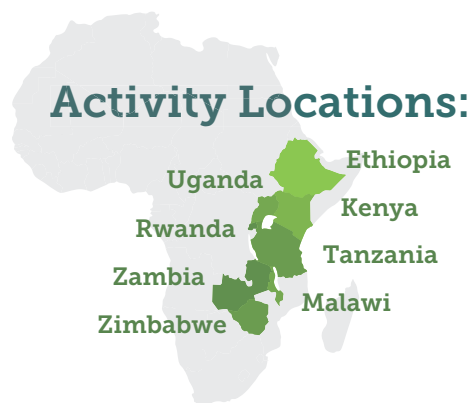 Activity Locations:
Ethiopia
Uganda
Kenya
Rwanda
Tanzania
Zambia
Malawi
Zimbabwe